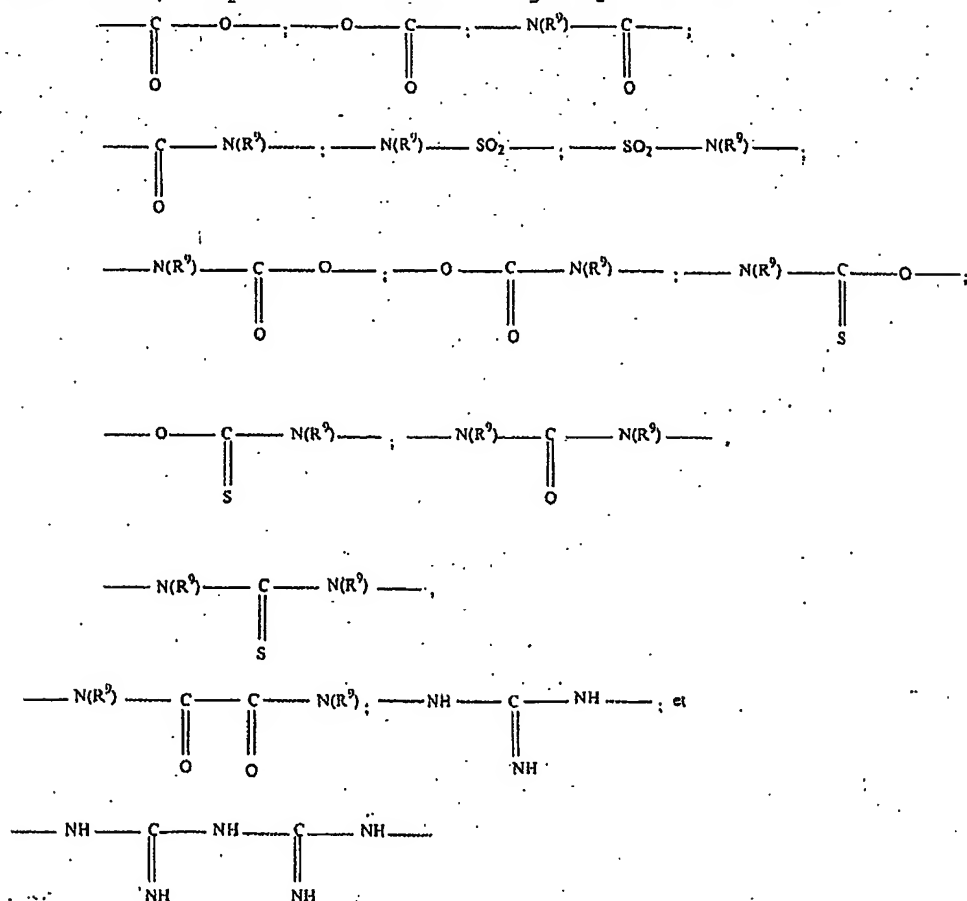 C O ; O C ; N(R⁹) C ;
O O O
C N(R⁹) ; N(R⁹) SO₂ ; SO₂ N(R⁹) ;
O
N(R⁹) C O ; O C N(R⁹) ; N(R⁹) C O ;
O O S
O C N(R⁹) ; N(R⁹) C N(R⁹) ,
S O
N(R⁹) C N(R⁹) ,
S
N(R⁹) C C N(R⁹) ; NH C NH ; et
O O NH
NH C NH C NH
NH NH